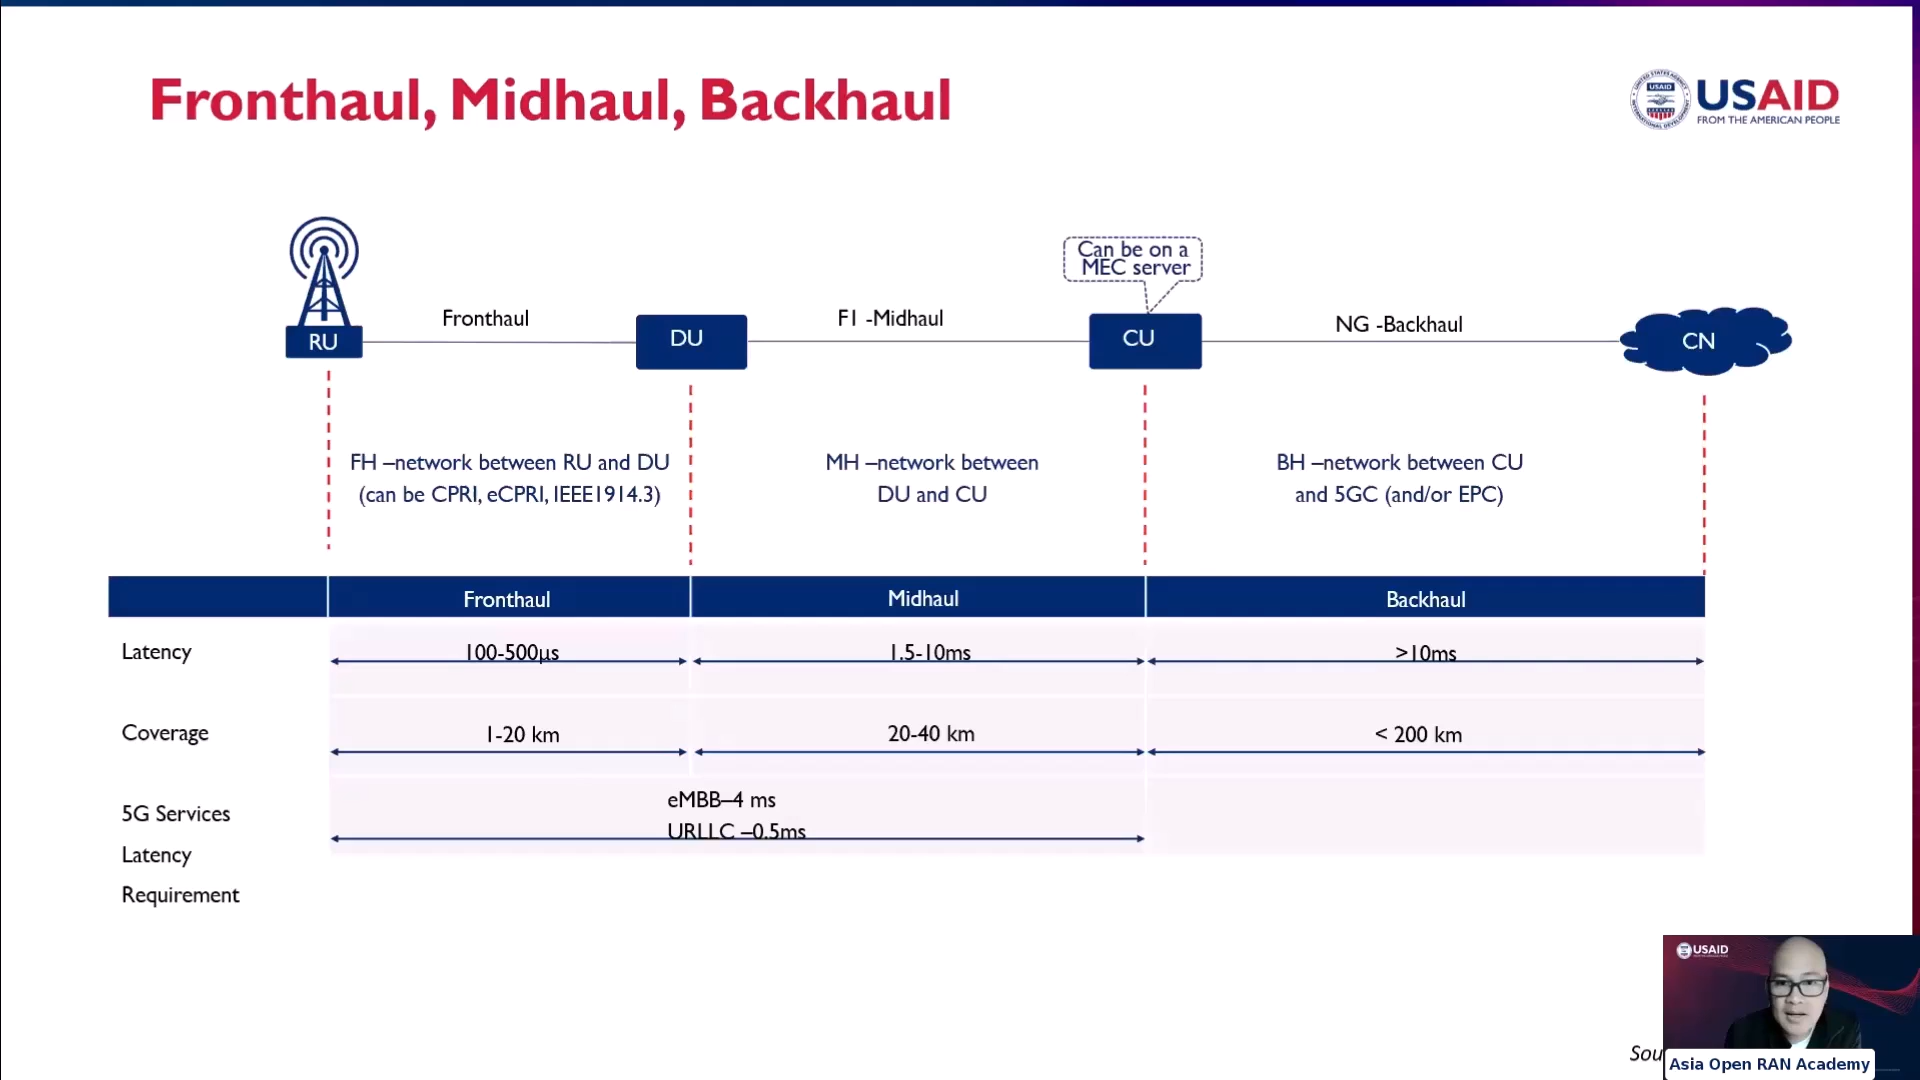 Fronthaul, Midhaul, Backhaul
USAID
FROM THE AMERICAN PEOPLE
Can be on a
MEC server
Fronthaul
F1 -Midhaul
NG -Backhaul
RU
DU
CU
CN
FH –network between RU and DU
(can be CPRI, eCPRI, IEEE1914.3)
MH –network between
DU and CU
BH –network between CU
and 5GC (and/or EPC)
Fronthaul
Midhaul
Backhaul
Latency
100-500µs
1.5-10ms
>10ms
Coverage
1-20 km
20-40 km
< 200 km
5G Services
Latency
Requirement
eMBB–4 ms
URLLC –0.5ms
USAID
Sou
Asia Open RAN Academy